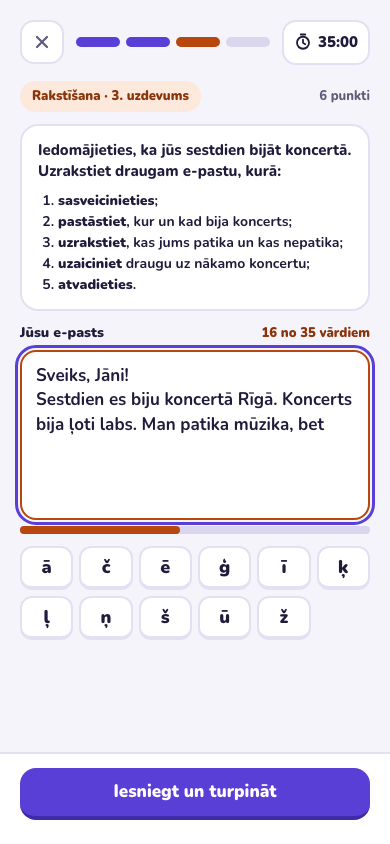 35:00
Rakstīšana · 3. uzdevums
6 punkti
Iedomājieties, ka jūs sestdien bijāt koncertā.
Uzrakstiet draugam e-pastu, kurā:
1. sasveicinieties;
2. pastāstiet, kur un kad bija koncerts;
3. uzrakstiet, kas jums patika un kas nepatika;
4. uzaiciniet draugu uz nākamo koncertu;
5. atvadieties.
Jūsu e-pasts
16 no 35 vārdiem
Sveiks, Jāni!
Sestdien es biju koncertā Rīgā. Koncerts
bija ļoti labs. Man patika mūzika, bet
ā č ē ģ ī ķ
ļ ņ š ū ž
Iesniegt un turpināt